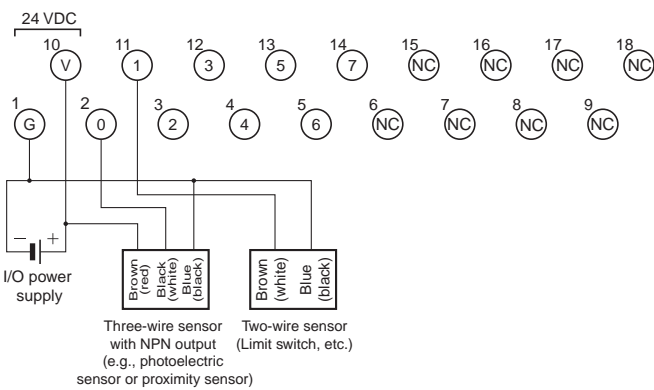 24 VDC
10 11 12 13 14 15 16 17 18
V 1 3 5 7 NC NC NC NC
1 2 3 4 5 6 7 8 9
G 0 2 4 6 NC NC NC NC
− +
I/O power
supply
Brown
(red)
Black
(white)
Blue
(black)
Brown
(white)
Blue
(black)
Three-wire sensor
with NPN output
(e.g., photoelectric
sensor or proximity sensor)
Two-wire sensor
(Limit switch, etc.)